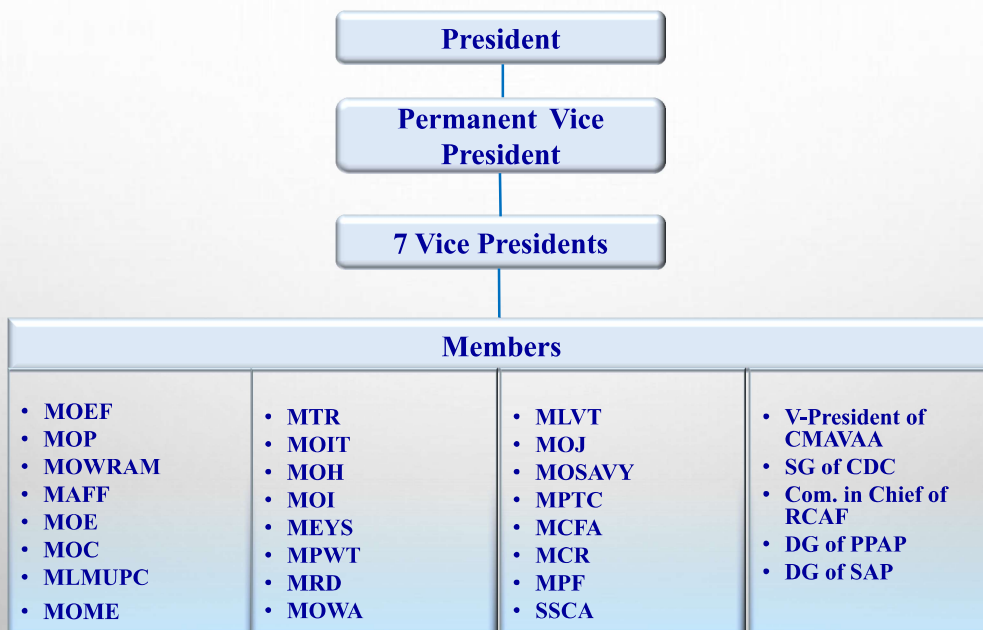 President
Permanent Vice
President
7 Vice Presidents
Members
• MOEF
• MOP
• MOWRAM
• MAFF
• MOE
• MOC
• MLMUPC
• MOME
• MTR
• MOIT
• MOH
• MOI
• MEYS
• MPWT
• MRD
• MOWA
• MLVT
• MOJ
• MOSAVY
• MPTC
• MCFA
• MCR
• MPF
• SSCA
• V-President of
CMAVAA
• SG of CDC
• Com. in Chief of
RCAF
• DG of PPAP
• DG of SAP